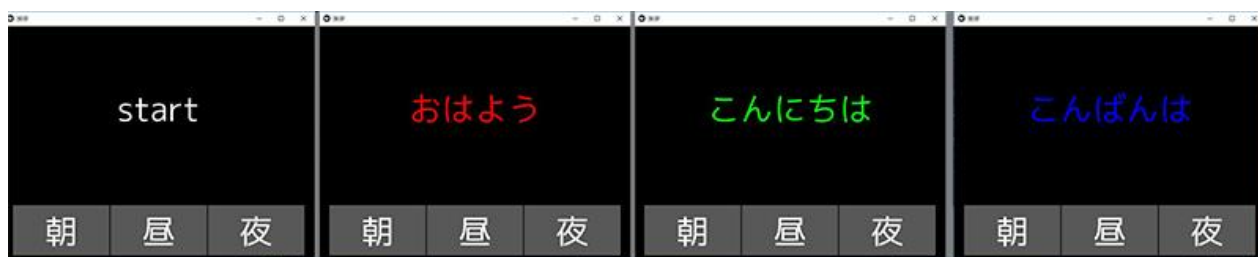 start
朝 昼 夜
おはよう
朝 昼 夜
こんにちは
朝 昼 夜
こんばんは
朝 昼 夜